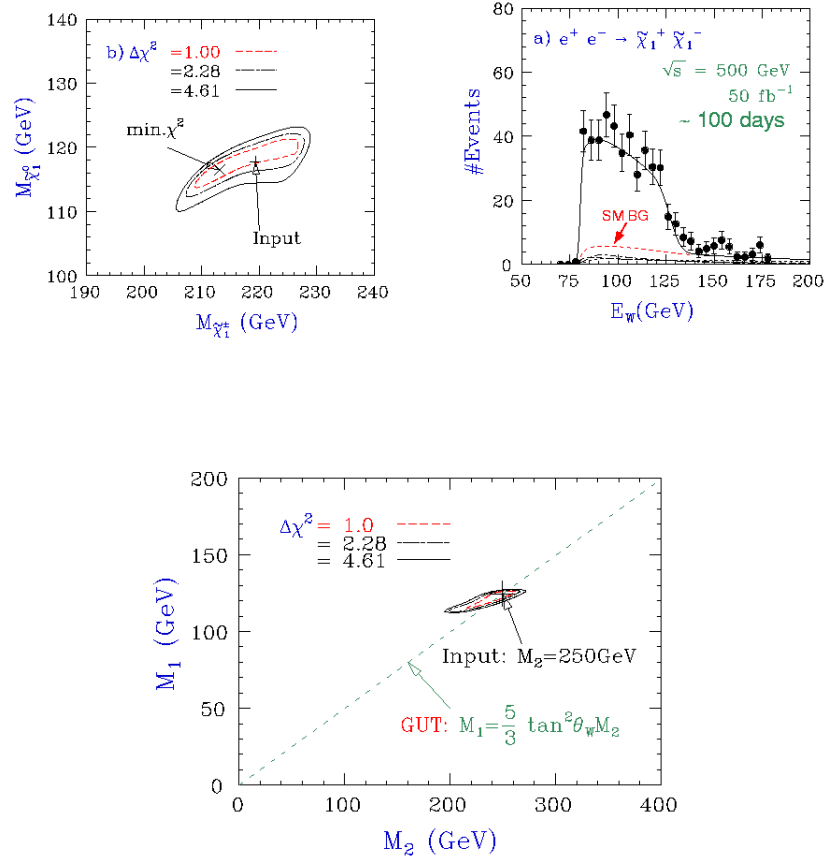 b) Δχ² =1.00
=2.28
=4.61
min.χ²
Input
140
130
120
110
100
190 200 210 220 230 240
M_χ̃₁⁰ (GeV)
M_χ̃₁± (GeV)
a) e⁺ e⁻ → χ̃₁⁺ χ̃₁⁻
√s = 500 GeV
50 fb⁻¹
~ 100 days
SM BG
80
60
40
20
0
50 75 100 125 150 175 200
#Events
E_W(GeV)
Δχ² = 1.0
= 2.28
= 4.61
Input: M₂=250GeV
GUT: M₁=5/3 tan²θ_W M₂
200
150
100
50
0
0 100 200 300 400
M₁ (GeV)
M₂ (GeV)